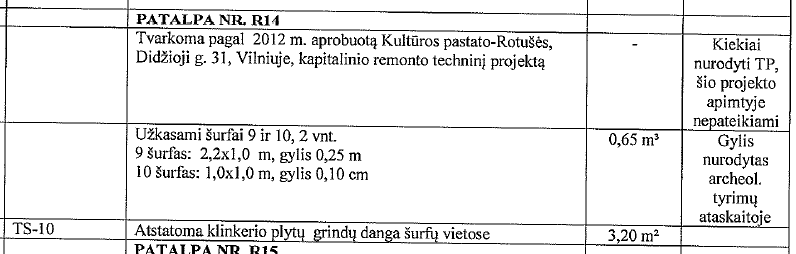 PATALPA NR. R14
Tvarkoma pagal 2012 m. aprobuotą Kultūros pastato-Rotušės,
Didžioji g. 31, Vilniuje, kapitalinio remonto techninį projektą
-
Kiekiai
nurodyti TP,
šio projekto
apimtyje
nepateikiami
Užkasami šurfai 9 ir 10, 2 vnt.
9 šurfas: 2,2x1,0 m, gylis 0,25 m
10 šurfas: 1,0x1,0 m, gylis 0,10 cm
0,65 m³
Gylis
nurodytas
archeol.
tyrimų
ataskaitoje
TS-10
Atstatoma klinkerio plytų grindų danga šurfų vietose
3,20 m²
PATALPA NR. R15